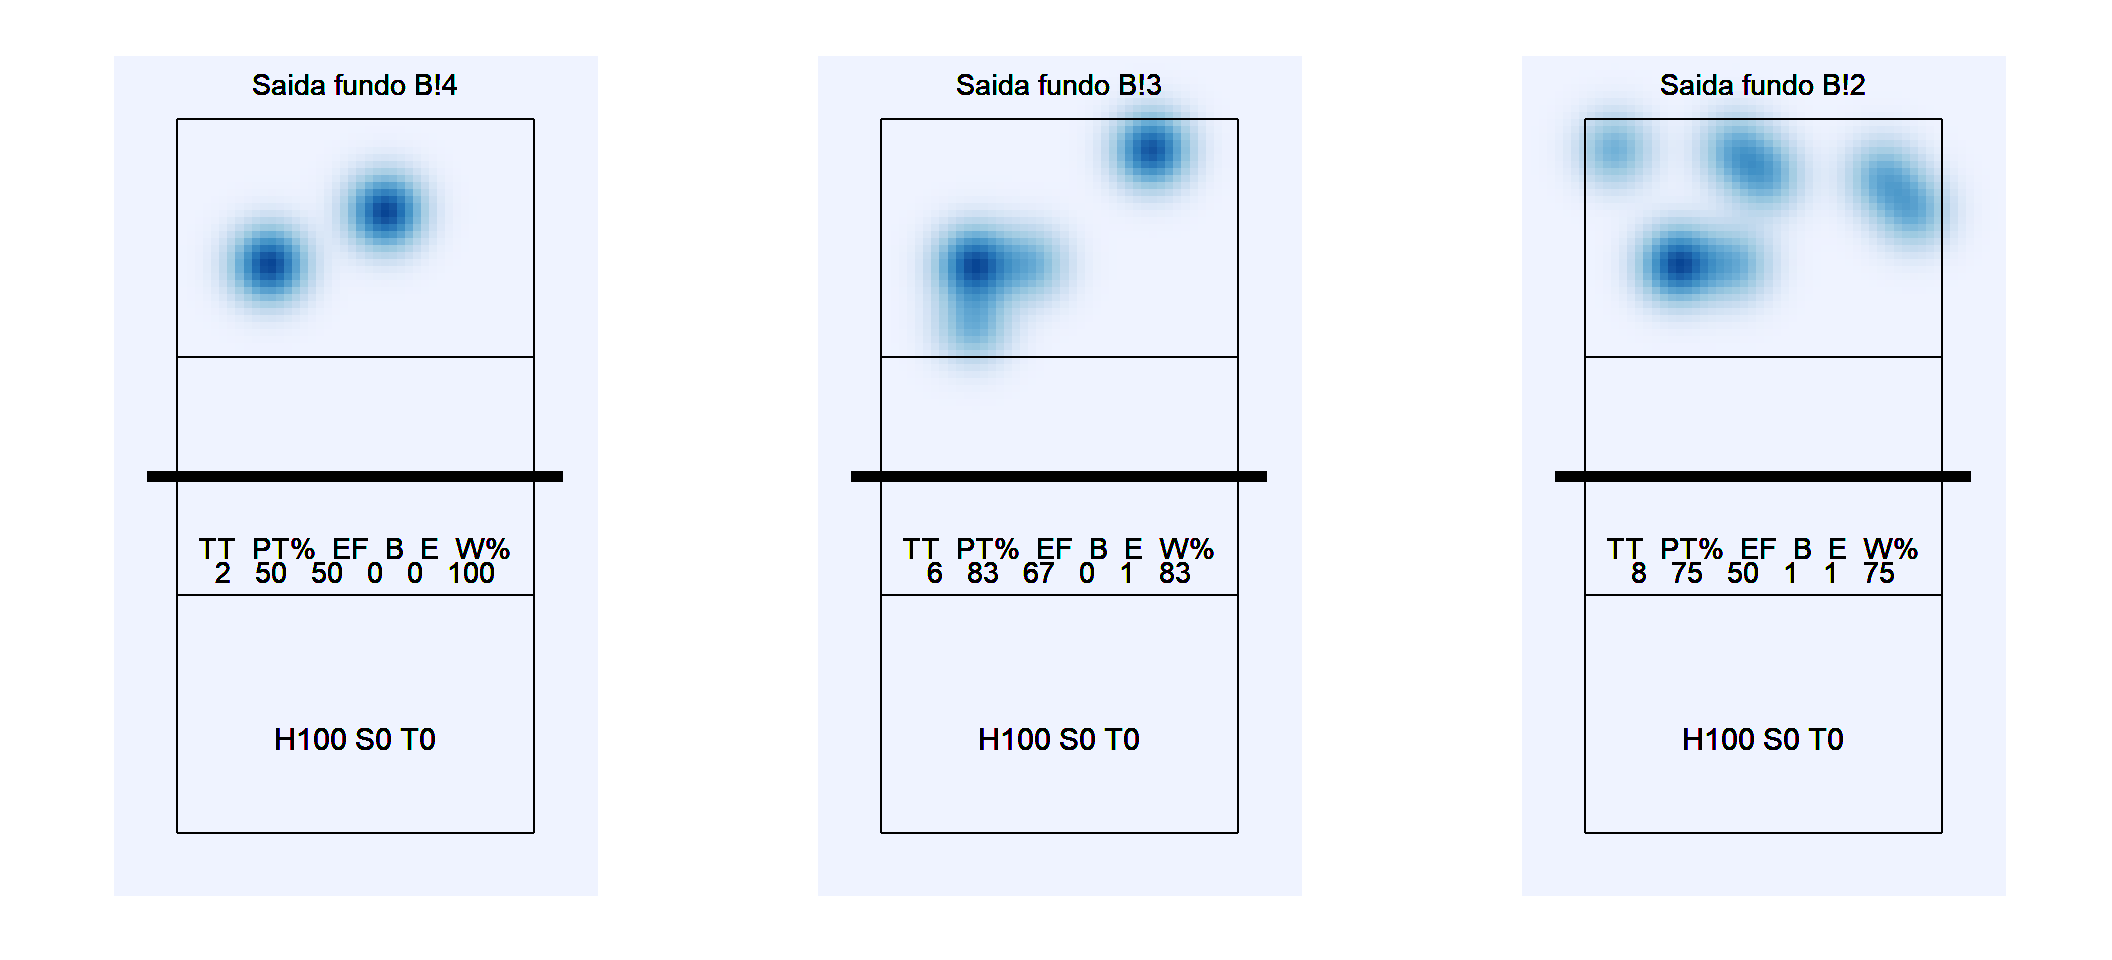 Saida fundo B!4
TT PT% EF B E W%
2 50 50 0 0 100
H100 S0 T0
Saida fundo B!3
TT PT% EF B E W%
6 83 67 0 1 83
H100 S0 T0
Saida fundo B!2
TT PT% EF B E W%
8 75 50 1 1 75
H100 S0 T0